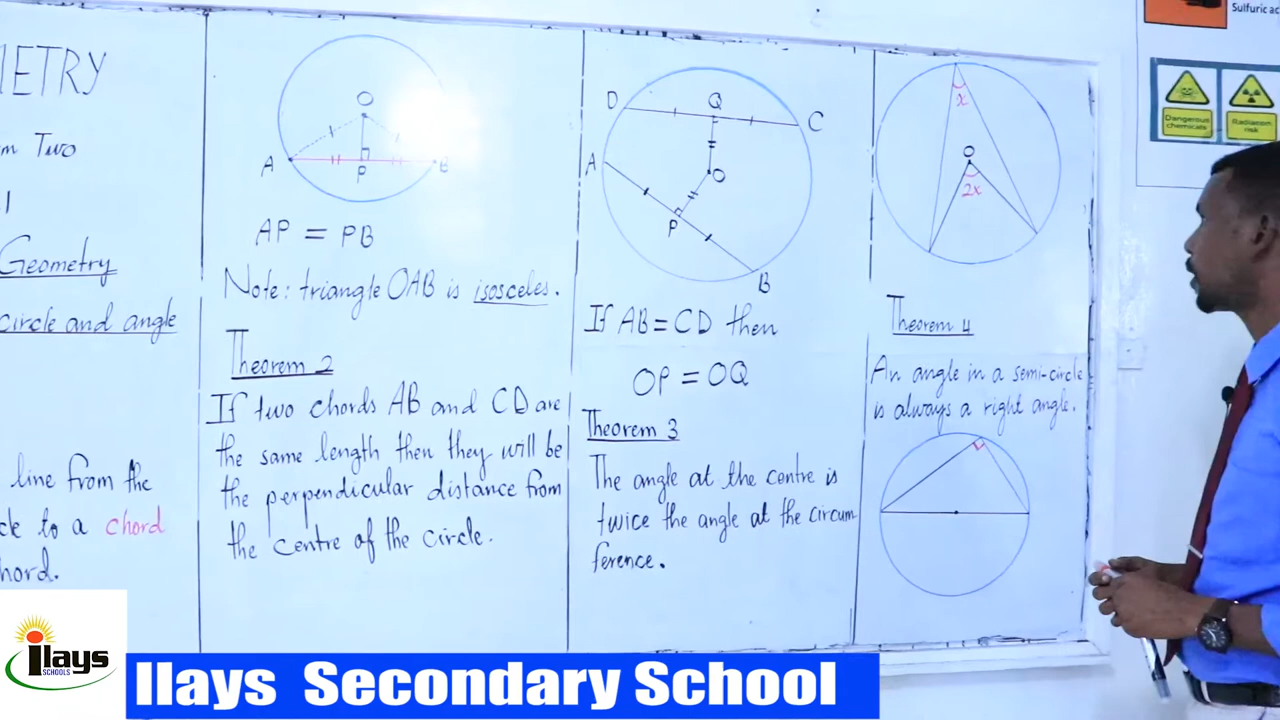 METRY
m Two
1
Geometry
circle and angle
line from the
to a chord
hord.
O
A
P
B
AP = PB
Note: triangle OAB is isosceles.
Theorem 2
If two chords AB and CD are
the same length then they will be
the perpendicular distance from
the centre of the circle.
D
Q
C
A
O
P
B
If AB = CD then
OP = OQ
Theorem 3
The angle at the centre is
twice the angle at the circum
ference.
x
O
2x
Theorem 4
An angle in a semi-circle
is always a right angle.
Sulfuric ac
Dangerous
chemicals
Radiation
risk
ilays
SCHOOLS
Ilays Secondary School